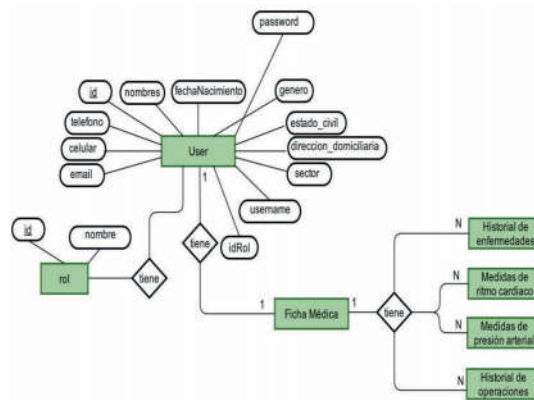 password
id
nombres
fechaNacimiento
genero
telefono
estado_civil
celular
User
direccion_domiciliaria
email
sector
1
username
id
nombre
tiene
idRol
rol
tiene
N
Historial de
enfermedades
N
Medidas de
ritmo cardiaco
1
Ficha Médica
1
tiene
N
Medidas de
presión arterial
N
Historial de
operaciones